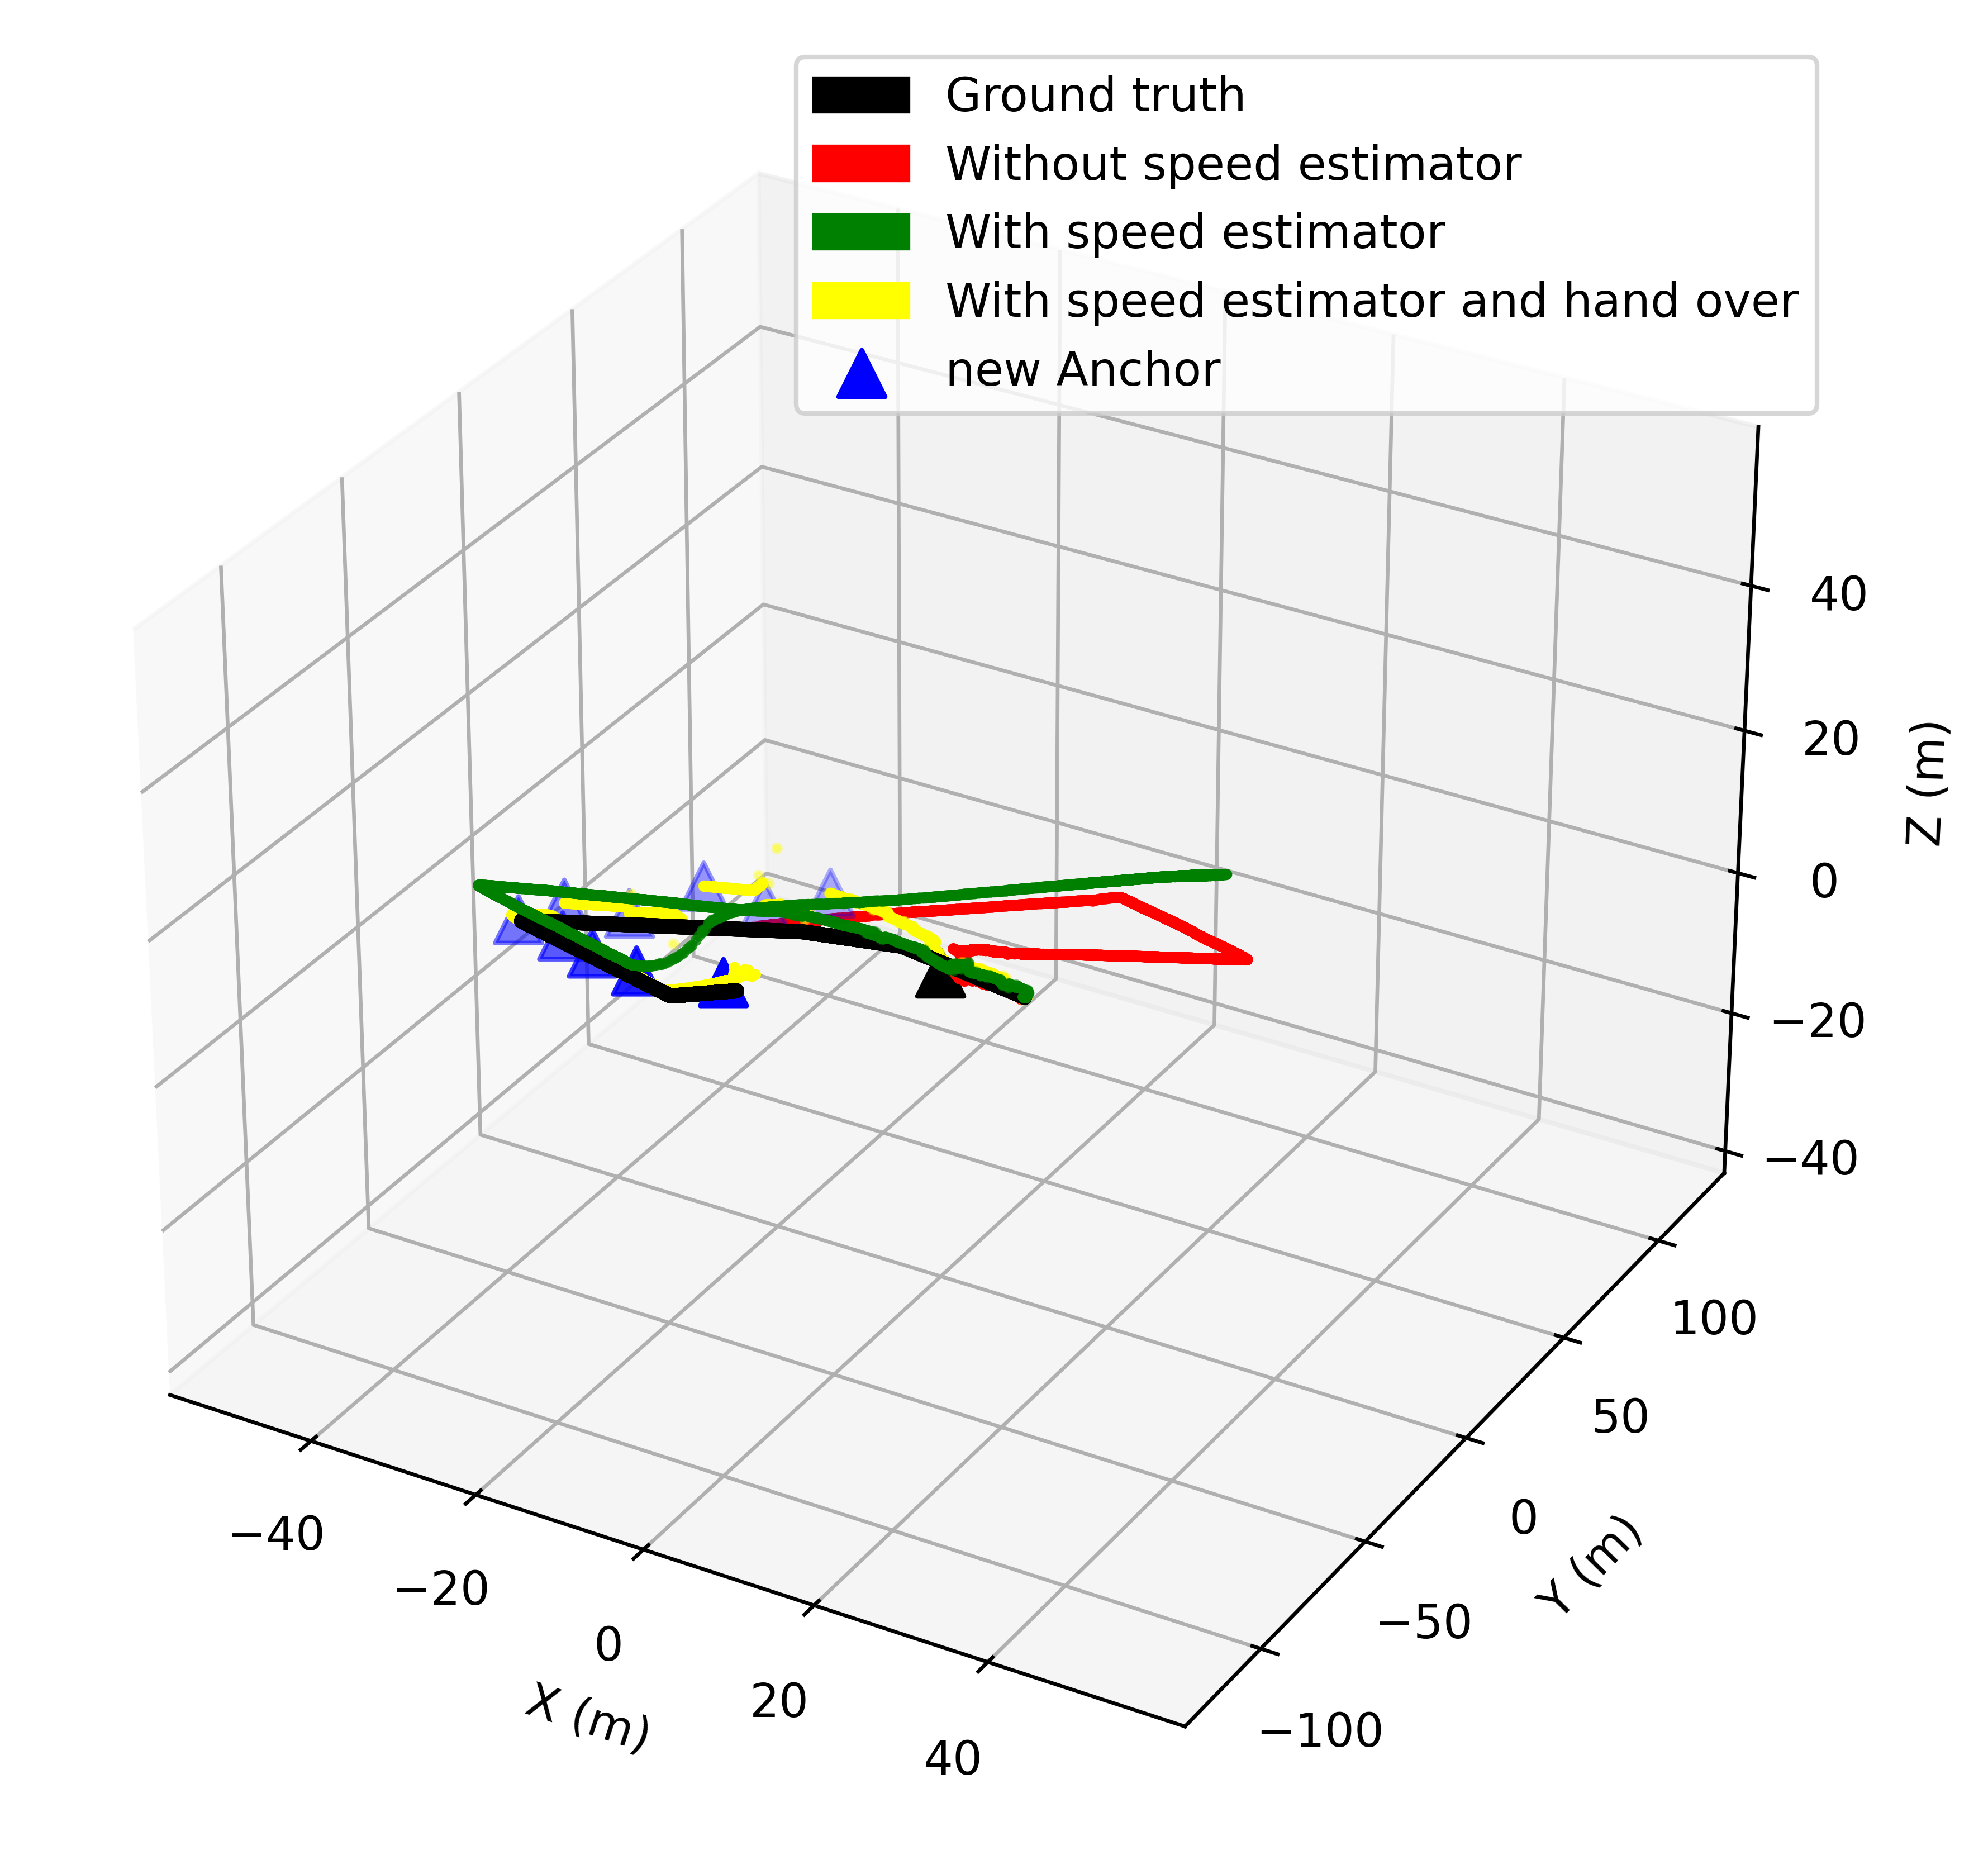 Ground truth
Without speed estimator
With speed estimator
With speed estimator and hand over
new Anchor
40
20
0
−20
−40
Z (m)
100
50
0
−50
−100
Y (m)
−40
−20
0
20
40
X (m)